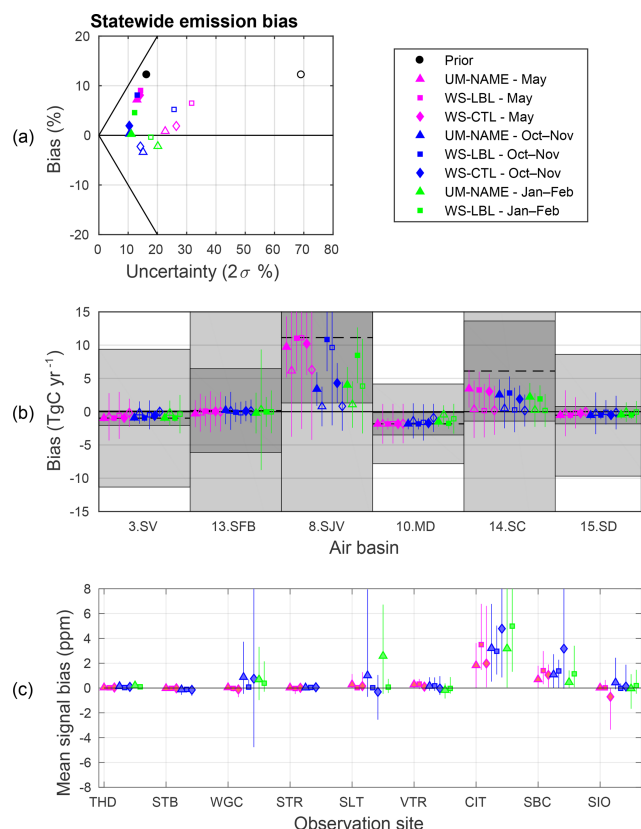 Statewide emission bias
(a)
Bias (%)
20
10
0
-10
-20
0 10 20 30 40 50 60 70 80
Uncertainty (2σ %)
Prior
UM-NAME - May
WS-LBL - May
WS-CTL - May
UM-NAME - Oct–Nov
WS-LBL - Oct–Nov
WS-CTL - Oct–Nov
UM-NAME - Jan–Feb
WS-LBL - Jan–Feb
(b)
Bias (TgC yr⁻¹)
15
10
5
0
-5
-10
-15
3.SV 13.SFB 8.SJV 10.MD 14.SC 15.SD
Air basin
(c)
Mean signal bias (ppm)
8
6
4
2
0
-2
-4
-6
-8
THD STB WGC STR SLT VTR CIT SBC SIO
Observation site